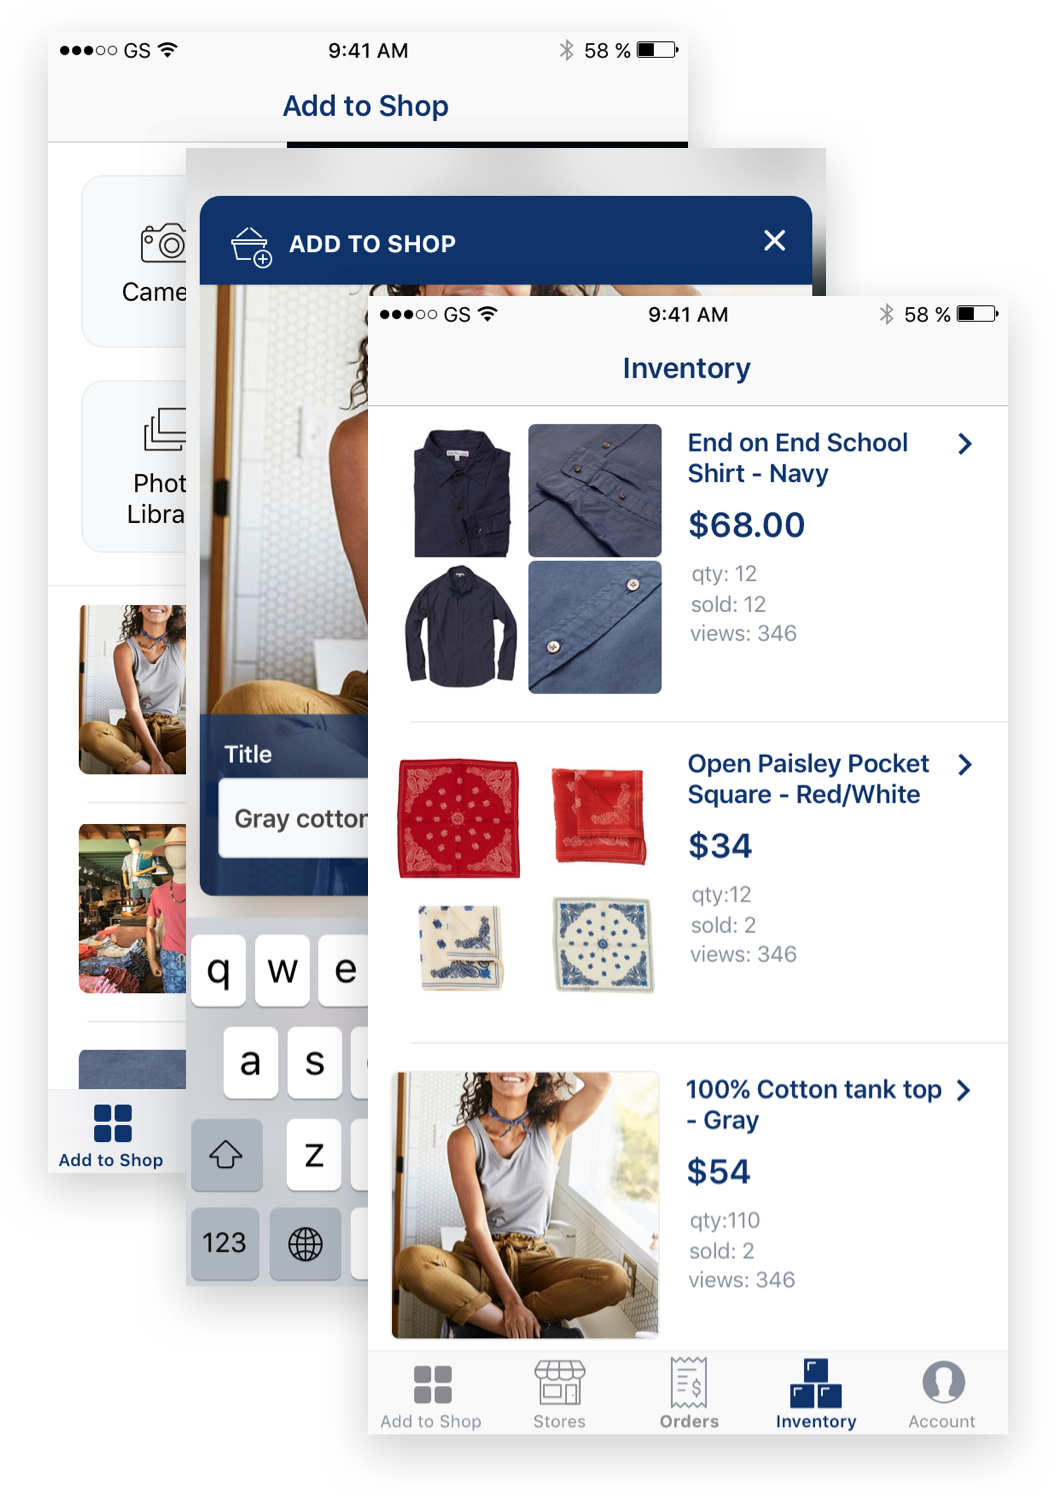 GS
9:41 AM
58 %
Add to Shop
Came
Phot
Libra
Add to Shop
ADD TO SHOP
Title
Gray cotton
q w e
a s
z
123
GS
9:41 AM
58 %
Inventory
End on End School
Shirt - Navy
$68.00
qty: 12
sold: 12
views: 346
Open Paisley Pocket
Square - Red/White
$34
qty:12
sold: 2
views: 346
100% Cotton tank top
- Gray
$54
qty:110
sold: 2
views: 346
Add to Shop
Stores
Orders
Inventory
Account